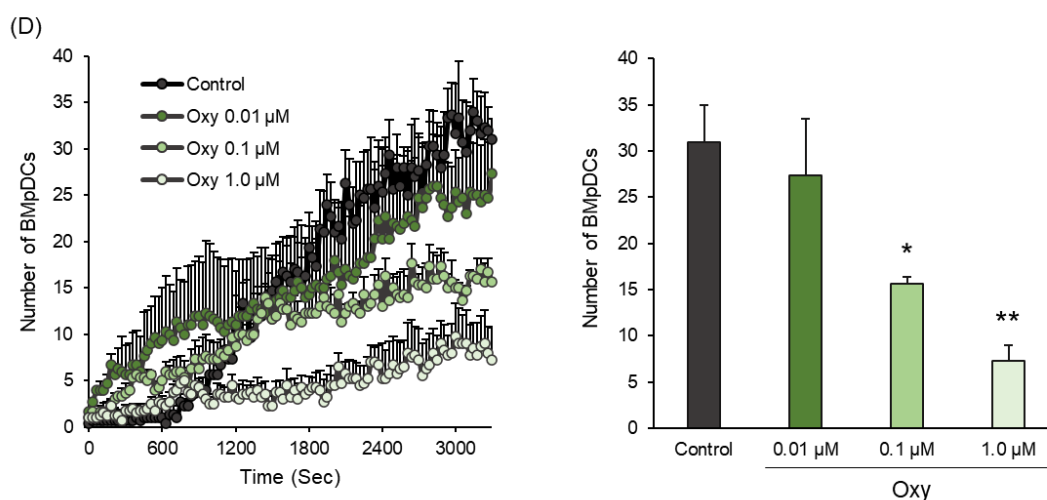 (D)
Number of BMpDCs
40
35
30
25
20
15
10
5
0
Control
Oxy 0.01 µM
Oxy 0.1 µM
Oxy 1.0 µM
0 600 1200 1800 2400 3000
Time (Sec)
Number of BMpDCs
40
35
30
25
20
15
10
5
0
*
**
Control 0.01 µM 0.1 µM 1.0 µM
Oxy